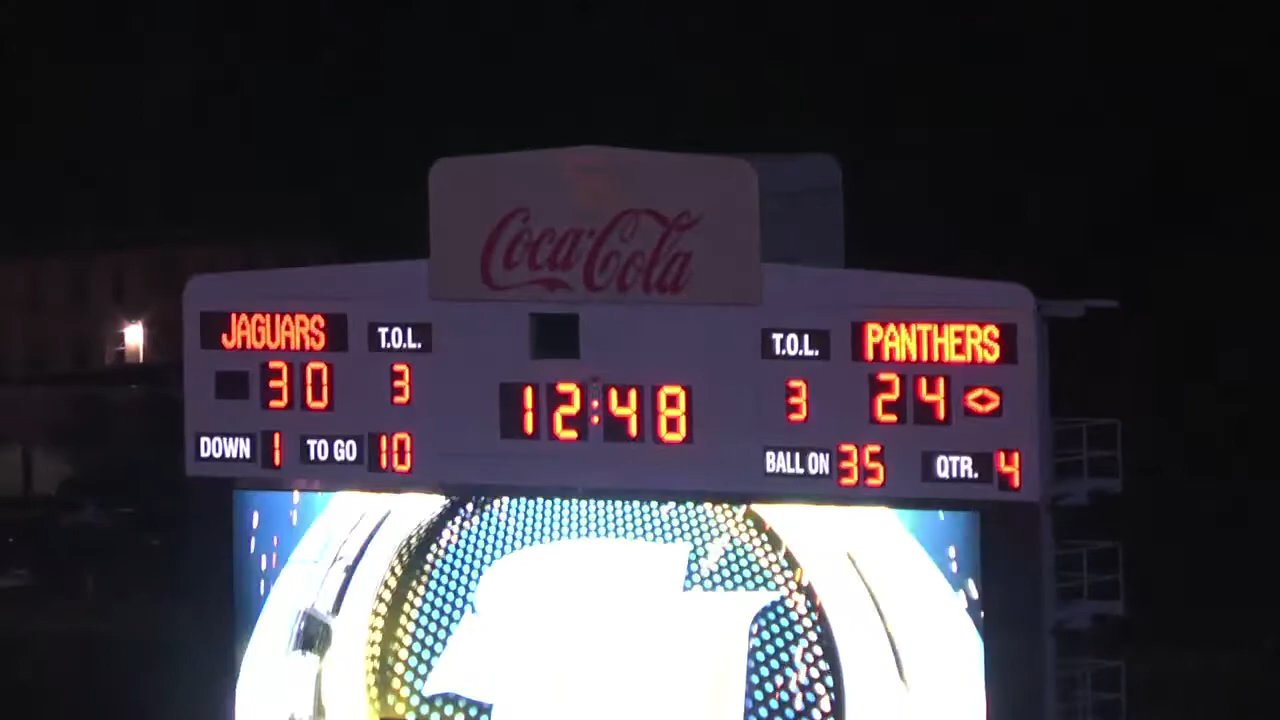 Coca-Cola
JAGUARS T.O.L. T.O.L. PANTHERS
30 3 12:48 3 24
DOWN 1 TO GO 10 BALL ON 35 QTR. 4